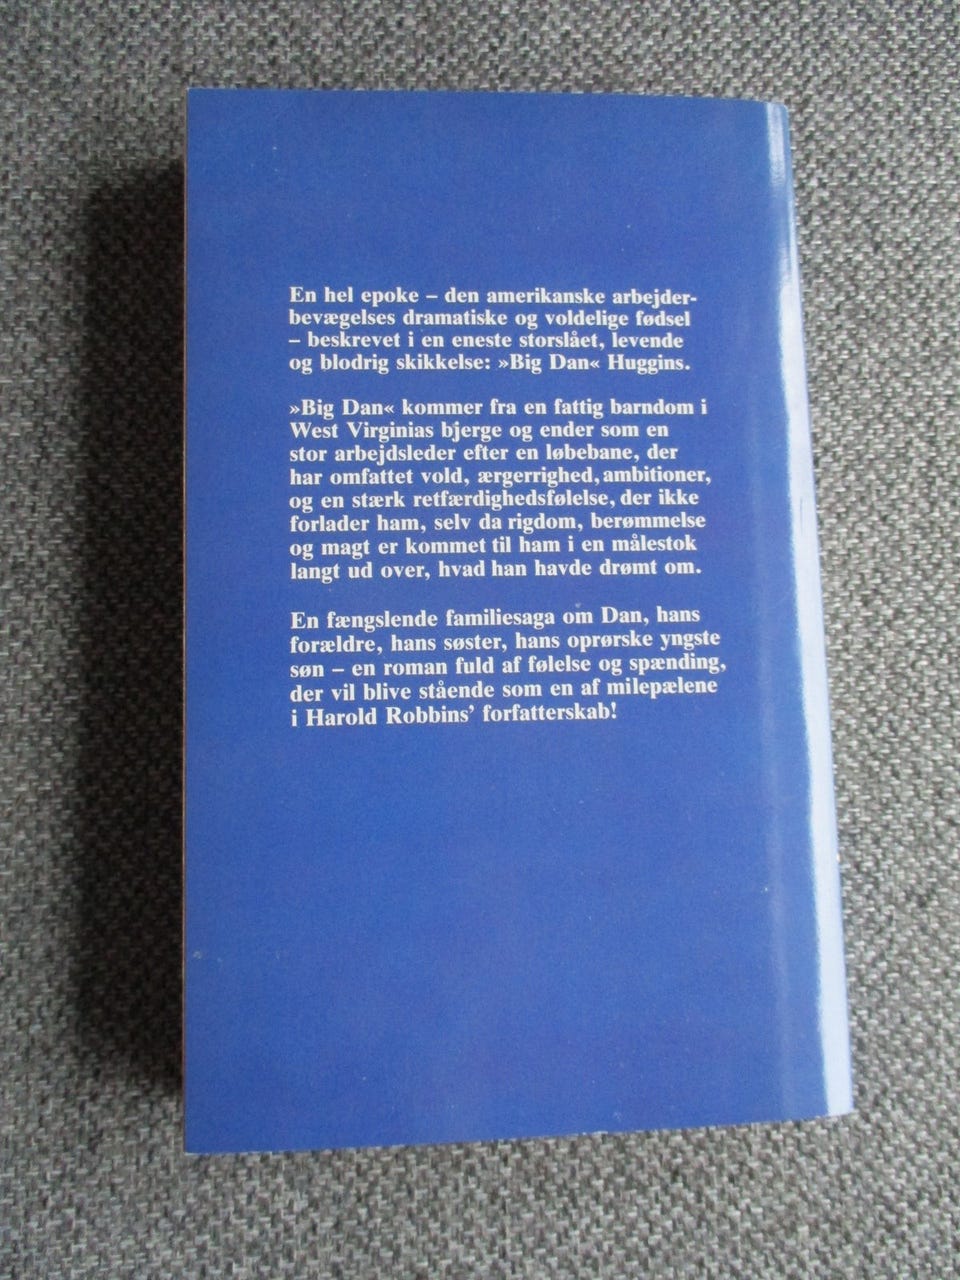 En hel epoke – den amerikanske arbejder-
bevægelses dramatiske og voldelige fødsel
– beskrevet i en eneste storslået, levende
og blodrig skikkelse: »Big Dan« Huggins.
»Big Dan« kommer fra en fattig barndom i
West Virginias bjerge og ender som en
stor arbejdsleder efter en løbebane, der
har omfattet vold, ærgerrighed, ambitioner,
og en stærk retfærdighedsfølelse, der ikke
forlader ham, selv da rigdom, berømmelse
og magt er kommet til ham i en målestok
langt ud over, hvad han havde drømt om.
En fængslende familiesaga om Dan, hans
forældre, hans søster, hans oprørske yngste
søn – en roman fuld af følelse og spænding,
der vil blive stående som en af milepælene
i Harold Robbins’ forfatterskab!